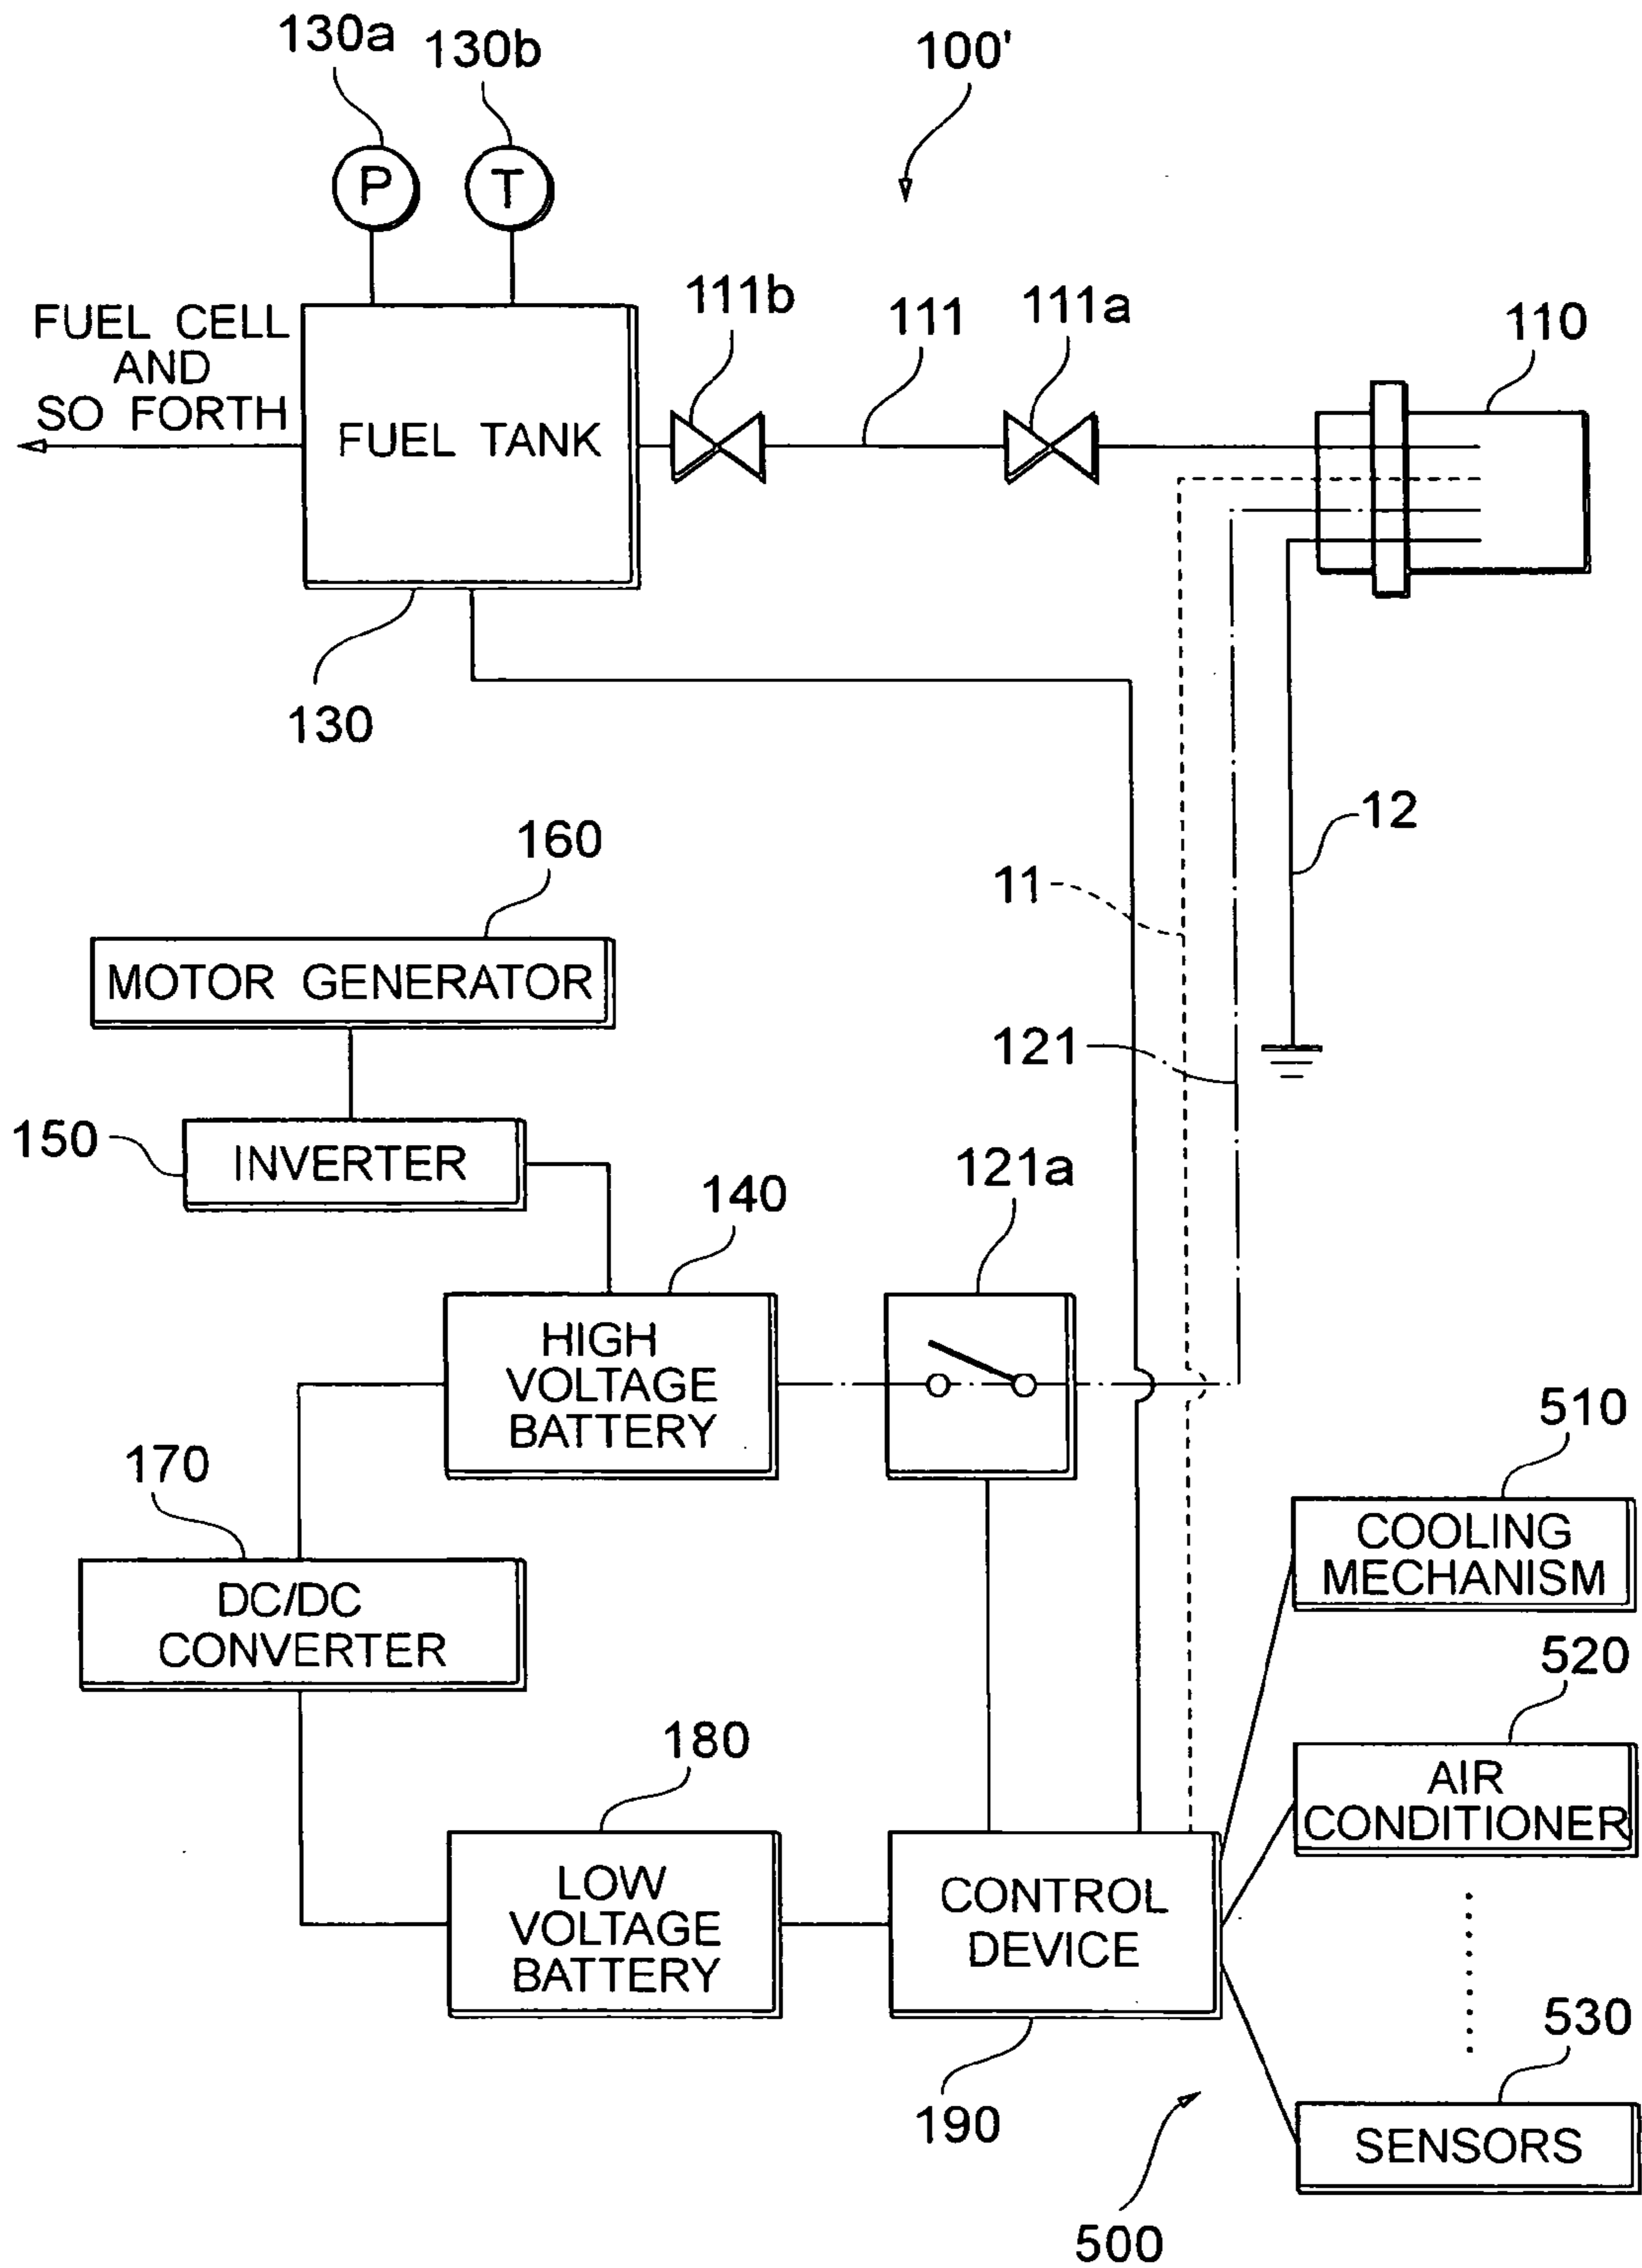 130a
130b
100'
P
T
111b
111
111a
110
FUEL CELL
AND
SO FORTH
FUEL TANK
130
12
160
11
MOTOR GENERATOR
121
150
INVERTER
140
121a
HIGH
VOLTAGE
BATTERY
510
170
COOLING
MECHANISM
DC/DC
CONVERTER
520
180
AIR
CONDITIONER
LOW
VOLTAGE
BATTERY
CONTROL
DEVICE
530
190
SENSORS
500